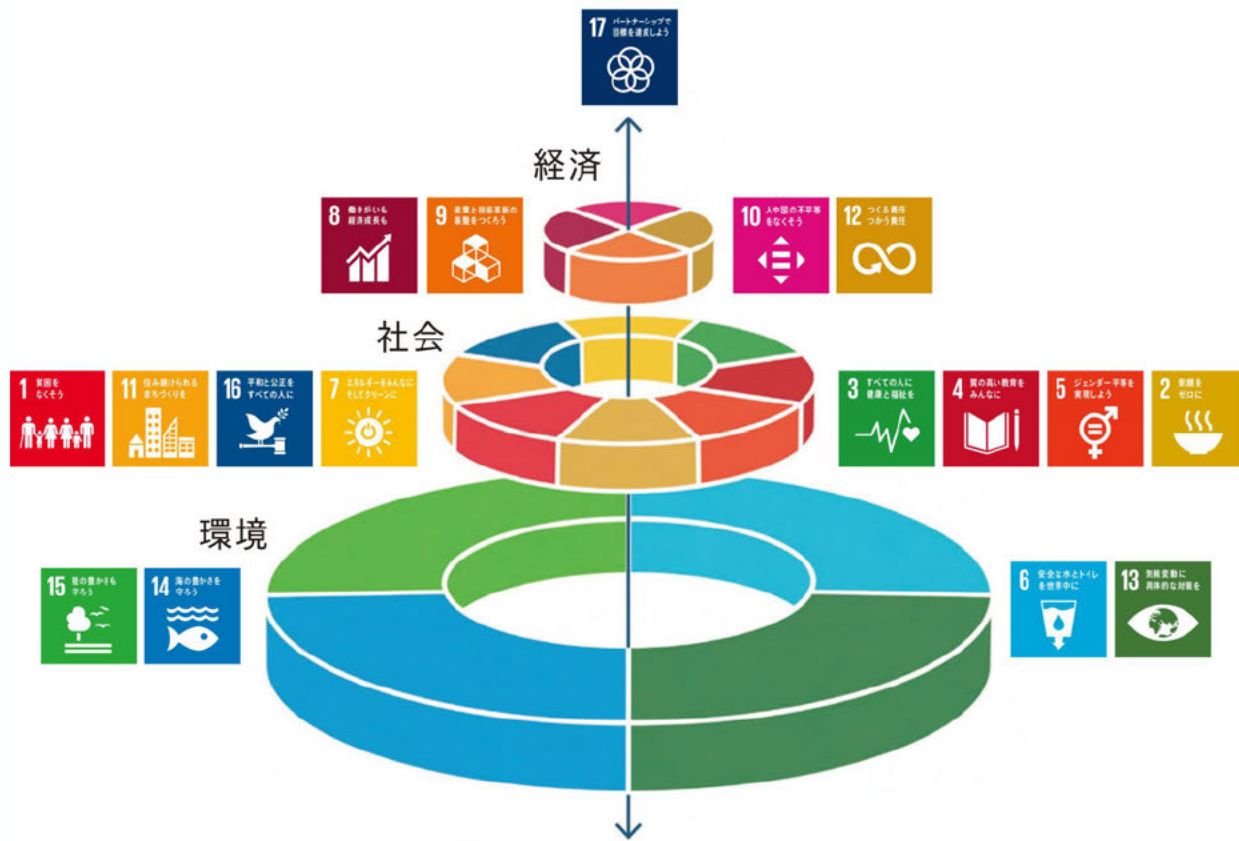 17 パートナーシップで
目標を達成しよう
経済
8 働きがいも
経済成長も
9 産業と技術革新の
基盤をつくろう
10 人や国の不平等
をなくそう
12 つくる責任
つかう責任
社会
1 貧困を
なくそう
11 住み続けられる
まちづくりを
16 平和と公正を
すべての人に
7 エネルギーをみんなに
そしてクリーンに
3 すべての人に
健康と福祉を
4 質の高い教育を
みんなに
5 ジェンダー平等を
実現しよう
2 飢餓を
ゼロに
環境
15 陸の豊かさも
守ろう
14 海の豊かさを
守ろう
6 安全な水とトイレ
を世界中に
13 気候変動に
具体的な対策を